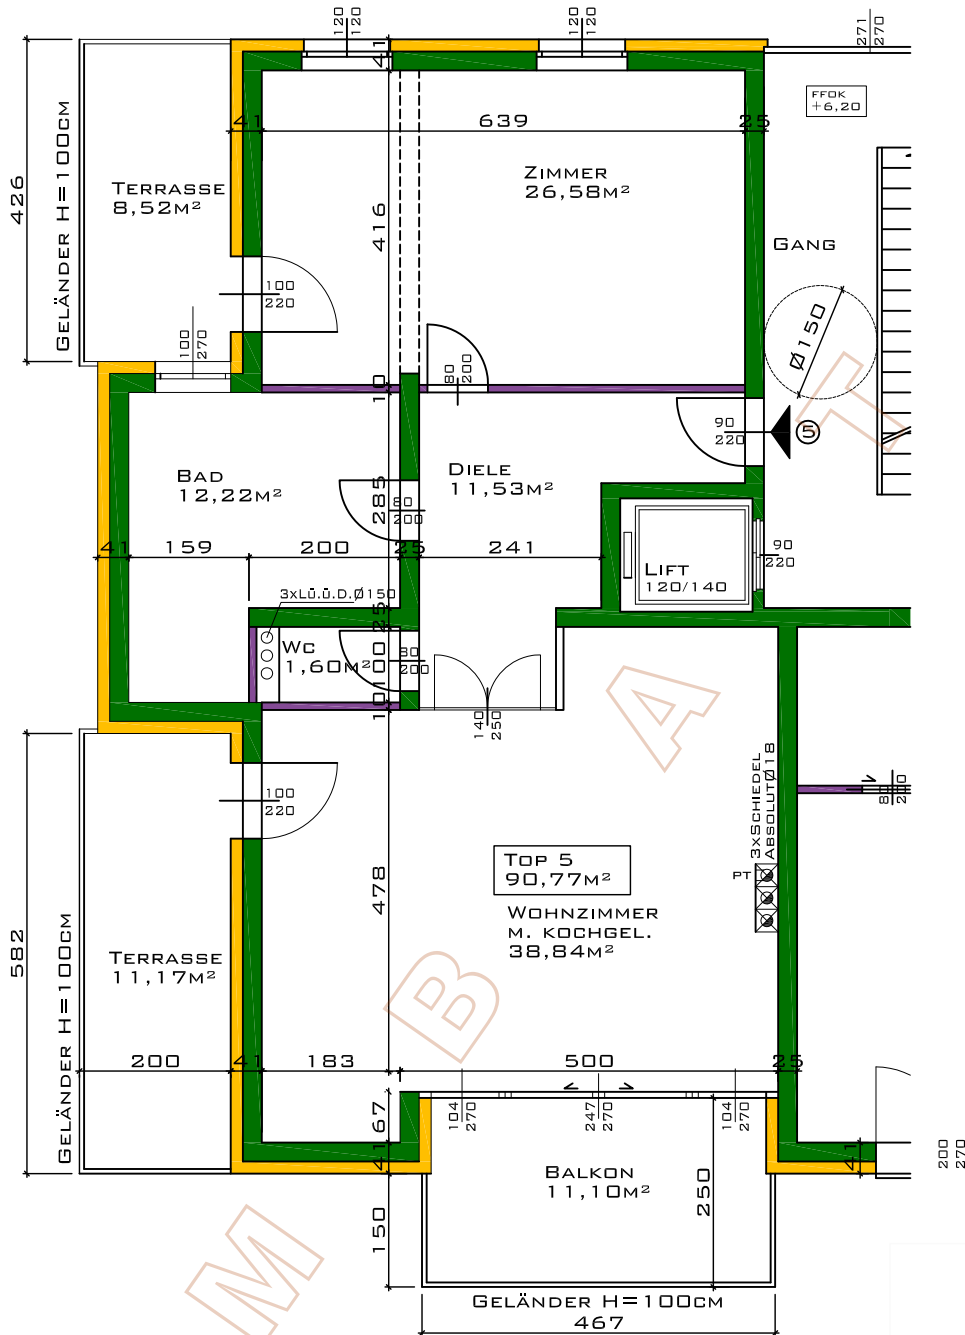 120
120
120
120
271
270
41
FFOK
+6,20
41
639
25
ZIMMER
26,58M²
TERRASSE
8,52M²
426
GELÄNDER H=100CM
416
GANG
100
220
Ø150
100
270
80
200
10
90
220
5
T
BAD
12,22M²
DIELE
11,53M²
285
80
200
41
159
200
25
241
90
220
LIFT
120/140
3xLü.ü.D.Ø150
25
WC
1,60M²
100
80
200
10
140
250
A
100
220
3xSCHIEDEL
ABSOLUTØ18
80
200
PT
TOP 5
90,77M²
478
WOHNZIMMER
M. KOCHGEL.
38,84M²
582
GELÄNDER H=100CM
TERRASSE
11,17M²
B
200
41
183
500
25
67
104
270
247
270
104
270
41
41
200
270
BALKON
11,10M²
250
150
M
GELÄNDER H=100CM
467